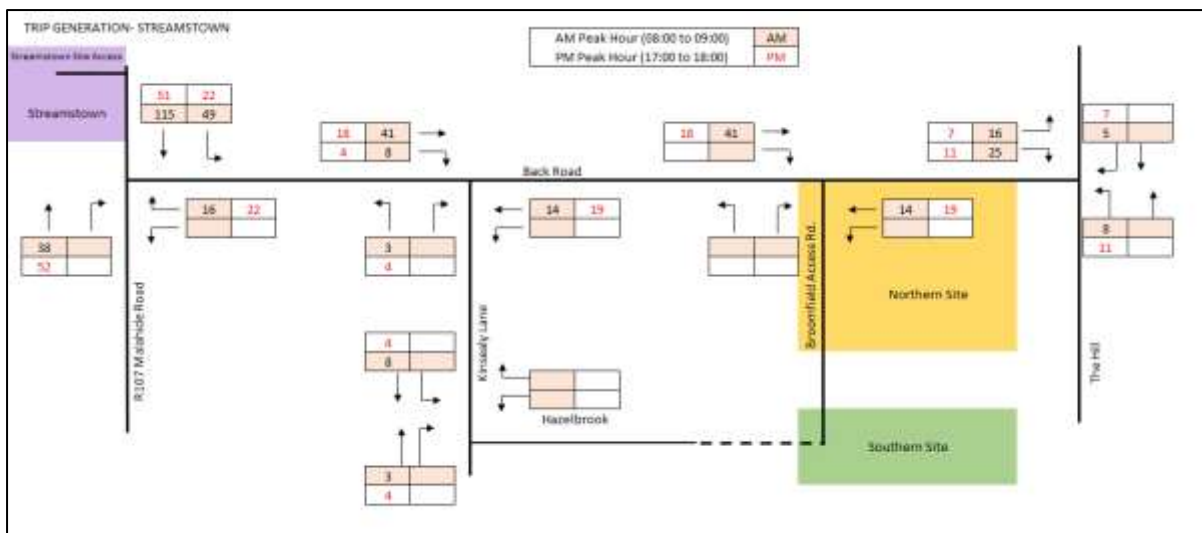 TRIP GENERATION- STREAMSTOWN
AM Peak Hour (08:00 to 09:00) AM
PM Peak Hour (17:00 to 18:00) PM
Streamstown Site Access
Streamstown
51 22
115 49
18 41
4 8
18 41
7 16
11 25
7
5
Back Road
16 22
3
4
14 19
14 19
8
11
38
52
R107 Malahide Road
Kinsealy Lane
Broomfield Access Rd.
Northern Site
The Hill
4
8
Hazelbrook
Southern Site
3
4